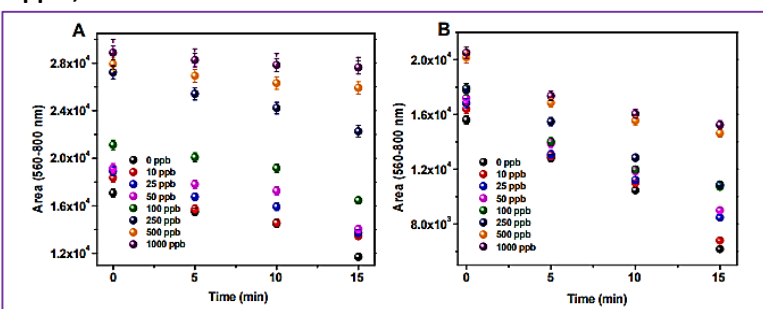 A
Area (560-800 nm)
2.8x10⁴
2.4x10⁴
2.0x10⁴
1.6x10⁴
1.2x10⁴
0 ppb
10 ppb
25 ppb
50 ppb
100 ppb
250 ppb
500 ppb
1000 ppb
0 5 10 15
Time (min)
B
Area (560-800 nm)
2.0x10⁴
1.6x10⁴
1.2x10⁴
8.0x10³
0 ppb
10 ppb
25 ppb
50 ppb
100 ppb
250 ppb
500 ppb
1000 ppb
0 5 10 15
Time (min)